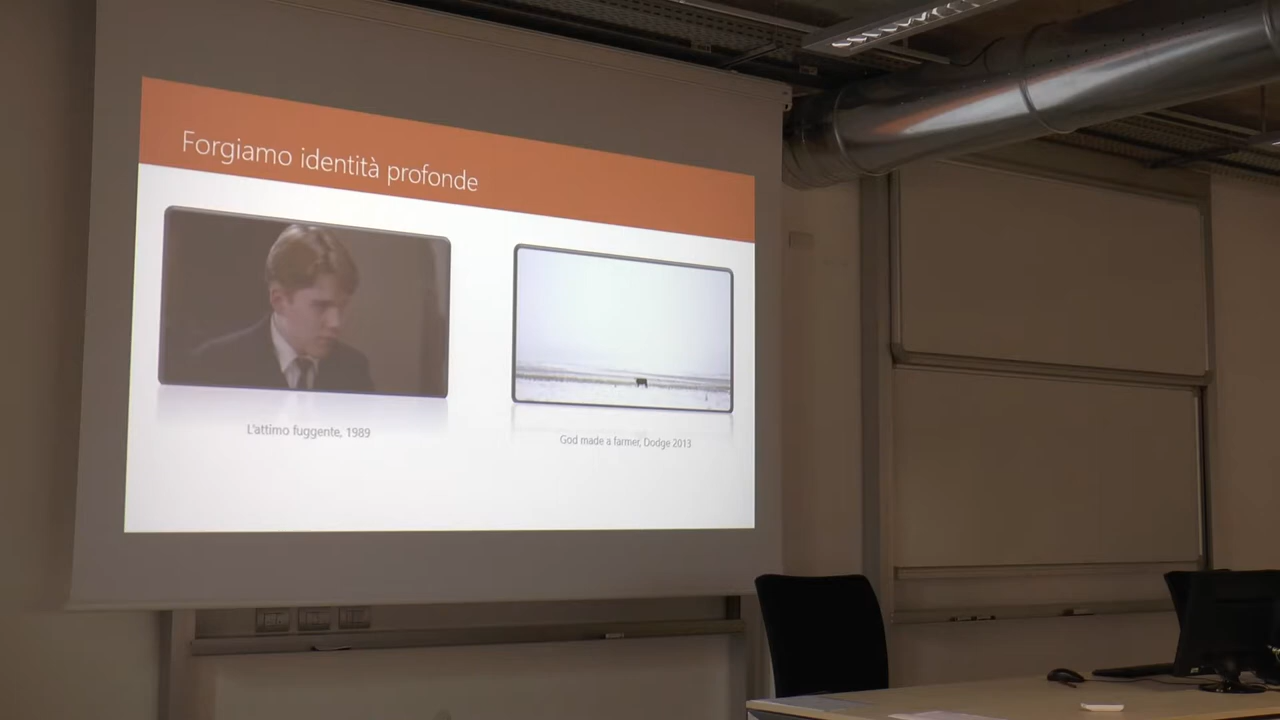 Forgiamo identità profonde
L'attimo fuggente, 1989
God made a farmer, Dodge 2013